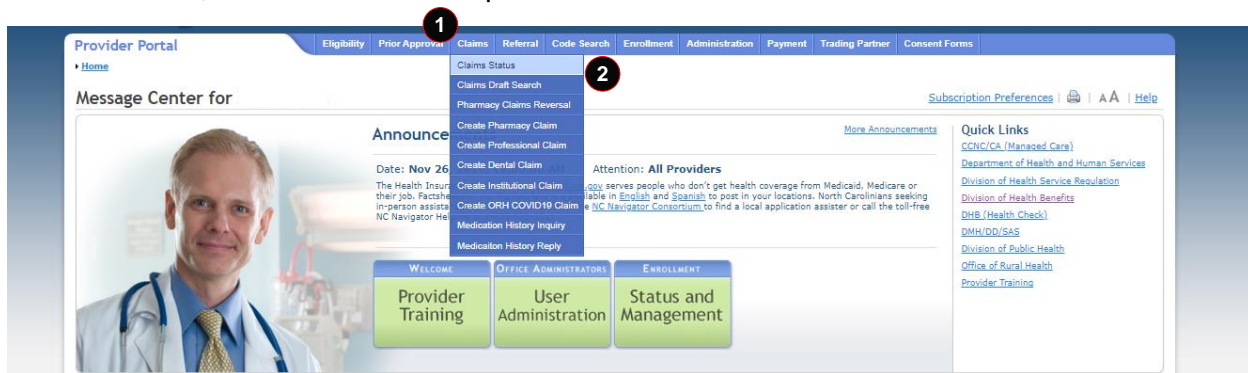 1
Provider Portal
Eligibility Prior Approval Claims Referral Code Search Enrollment Administration Payment Trading Partner Consent Forms
Home
Claims Status
2
Claims Draft Search
Pharmacy Claims Reversal
Create Pharmacy Claim
Create Professional Claim
Create Dental Claim
Create Institutional Claim
Create ORH COVID19 Claim
Medication History Inquiry
Medicaiton History Reply
Message Center for
Subscription Preferences | AA | Help
Announce
More Announcements
Date: Nov 26
Attention: All Providers
The Health Insur
.gov serves people who don't get health coverage from Medicaid, Medicare or
their job. Factshe
lable in English and Spanish to post in your locations. North Carolinians seeking
in-person assista
e NC Navigator Consortium to find a local application assister or call the toll-free
NC Navigator Hel
Quick Links
CCNC/CA (Managed Care)
Department of Health and Human Services
Division of Health Service Regulation
Division of Health Benefits
DHB (Health Check)
DMH/DD/SAS
Division of Public Health
Office of Rural Health
Provider Training
WELCOME
Provider
Training
OFFICE ADMINISTRATORS
User
Administration
ENROLLMENT
Status and
Management